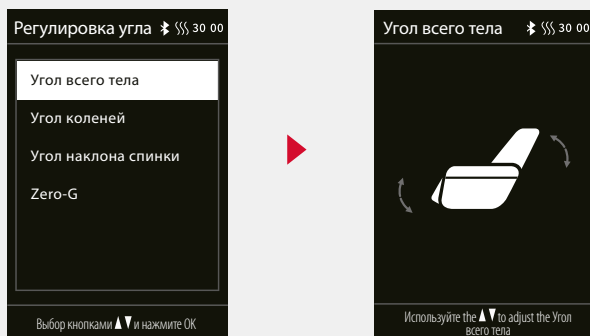 Регулировка угла 30 00
Угол всего тела
Угол коленей
Угол наклона спинки
Zero-G
Выбор кнопками ▲▼ и нажмите OK
Угол всего тела 30 00
Используйте the ▲▼ to adjust the Угол
всего тела